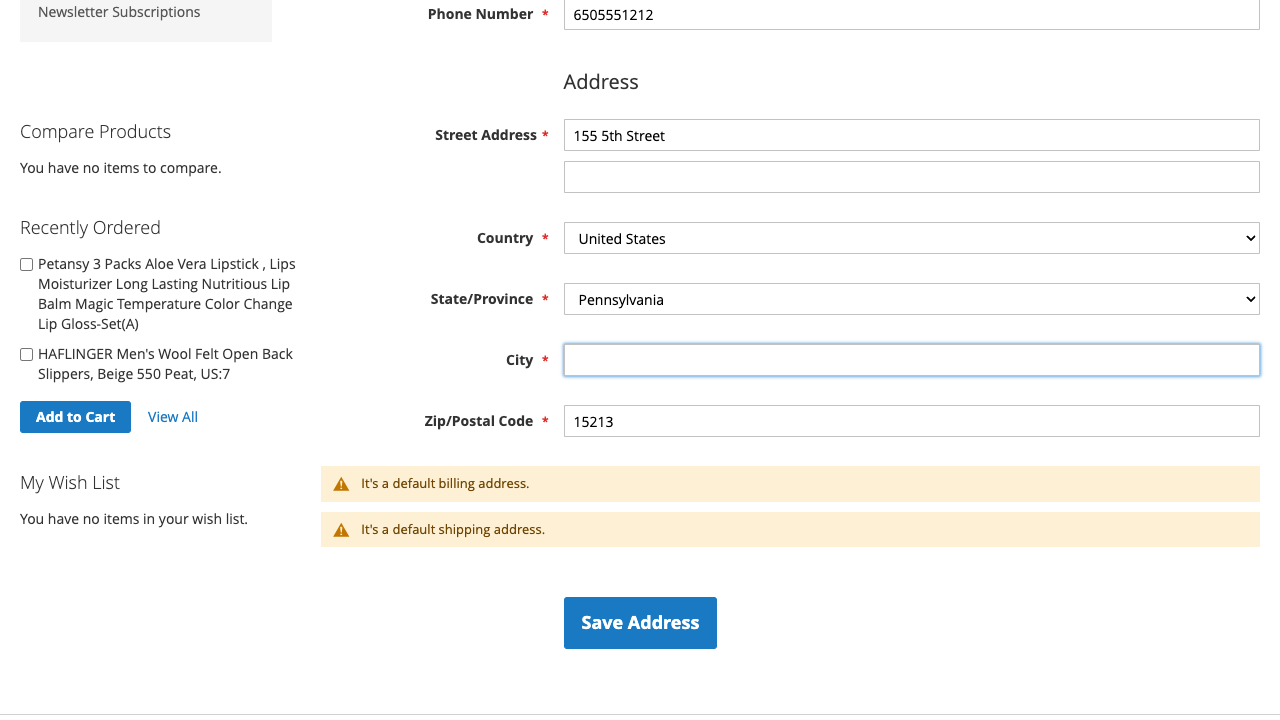 Newsletter Subscriptions
Phone Number *
6505551212
Address
Compare Products
You have no items to compare.
Street Address *
155 5th Street
Recently Ordered
Petansy 3 Packs Aloe Vera Lipstick , Lips
Moisturizer Long Lasting Nutritious Lip
Balm Magic Temperature Color Change
Lip Gloss-Set(A)
HAFLINGER Men's Wool Felt Open Back
Slippers, Beige 550 Peat, US:7
Add to Cart
View All
Country *
United States
State/Province *
Pennsylvania
City *
Zip/Postal Code *
15213
My Wish List
You have no items in your wish list.
It's a default billing address.
It's a default shipping address.
Save Address